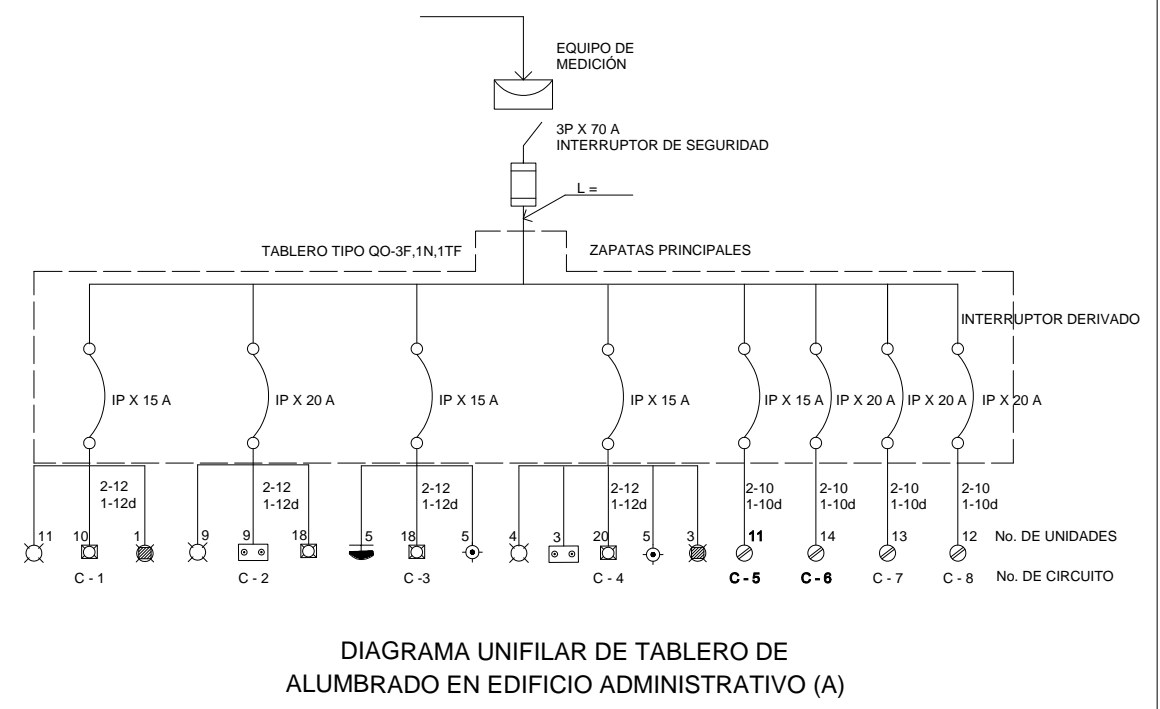 EQUIPO DE
MEDICIÓN
3P X 70 A
INTERRUPTOR DE SEGURIDAD
L =
TABLERO TIPO QO-3F,1N,1TF
ZAPATAS PRINCIPALES
INTERRUPTOR DERIVADO
IP X 15 A
IP X 20 A
IP X 15 A
IP X 15 A
IP X 15 A
IP X 20 A
IP X 20 A
IP X 20 A
2-12
1-12d
2-12
1-12d
2-12
1-12d
2-12
1-12d
2-10
1-10d
2-10
1-10d
2-10
1-10d
2-10
1-10d
11 10 1 9 9 18 5 18 5 4 3 20 5 3 11 14 13 12 No. DE UNIDADES
C - 1 C - 2 C -3 C - 4 C - 5 C - 6 C - 7 C - 8 No. DE CIRCUITO
DIAGRAMA UNIFILAR DE TABLERO DE
ALUMBRADO EN EDIFICIO ADMINISTRATIVO (A)